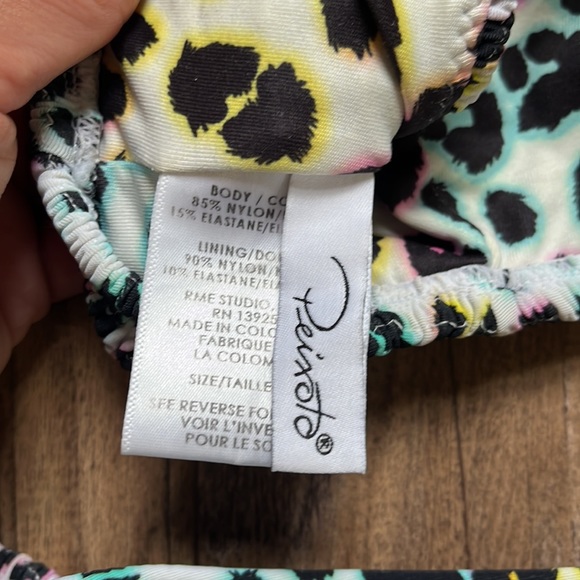 BODY / CO
85% NYLON/
15% ELASTANE/EL
LINING/DO
90% NYLON/
10% ELASTANE/EL
RME STUDIO,
RN 13925
MADE IN COLO
FABRIQUE
LA COLOM
SIZE/TAILLE
SEE REVERSE FO
VOIR L'INVE
POUR LE SO
Peixoto®